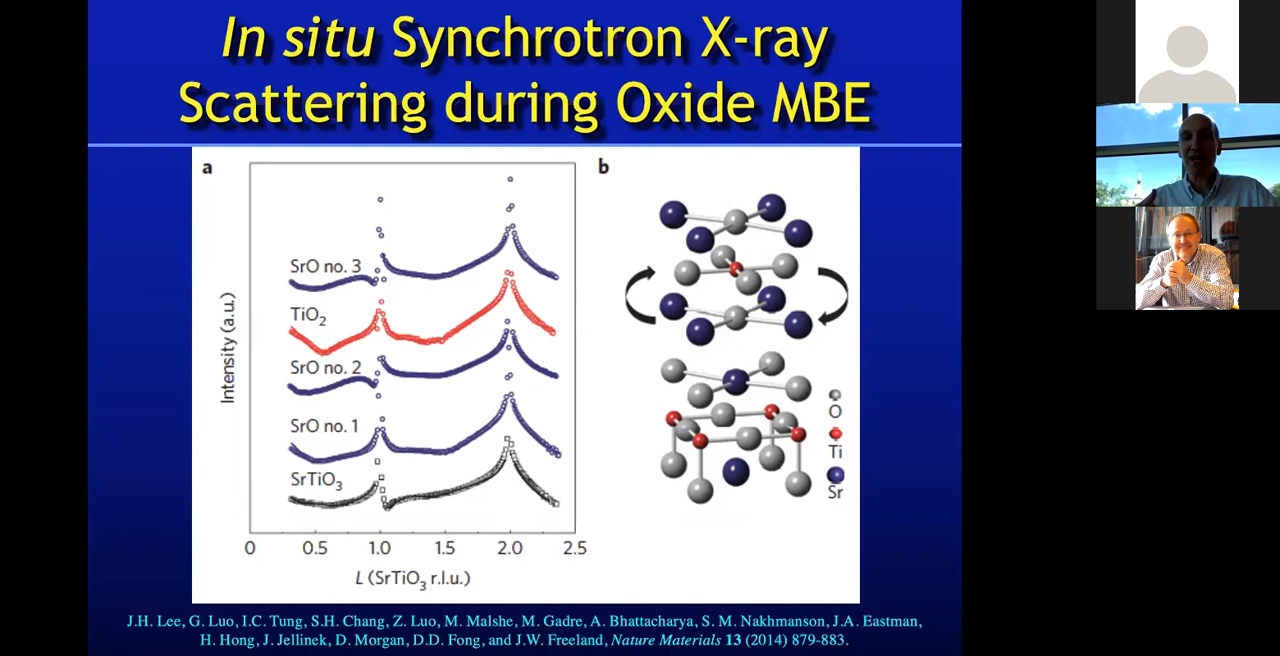 In situ Synchrotron X-ray
Scattering during Oxide MBE
a
b
SrO no. 3
TiO₂
SrO no. 2
SrO no. 1
SrTiO₃
Intensity (a.u.)
0 0.5 1.0 1.5 2.0 2.5
L (SrTiO₃ r.l.u.)
O
Ti
Sr
J.H. Lee, G. Luo, I.C. Tung, S.H. Chang, Z. Luo, M. Malshe, M. Gadre, A. Bhattacharya, S. M. Nakhmanson, J.A. Eastman,
H. Hong, J. Jellinek, D. Morgan, D.D. Fong, and J.W. Freeland, Nature Materials 13 (2014) 879-883.